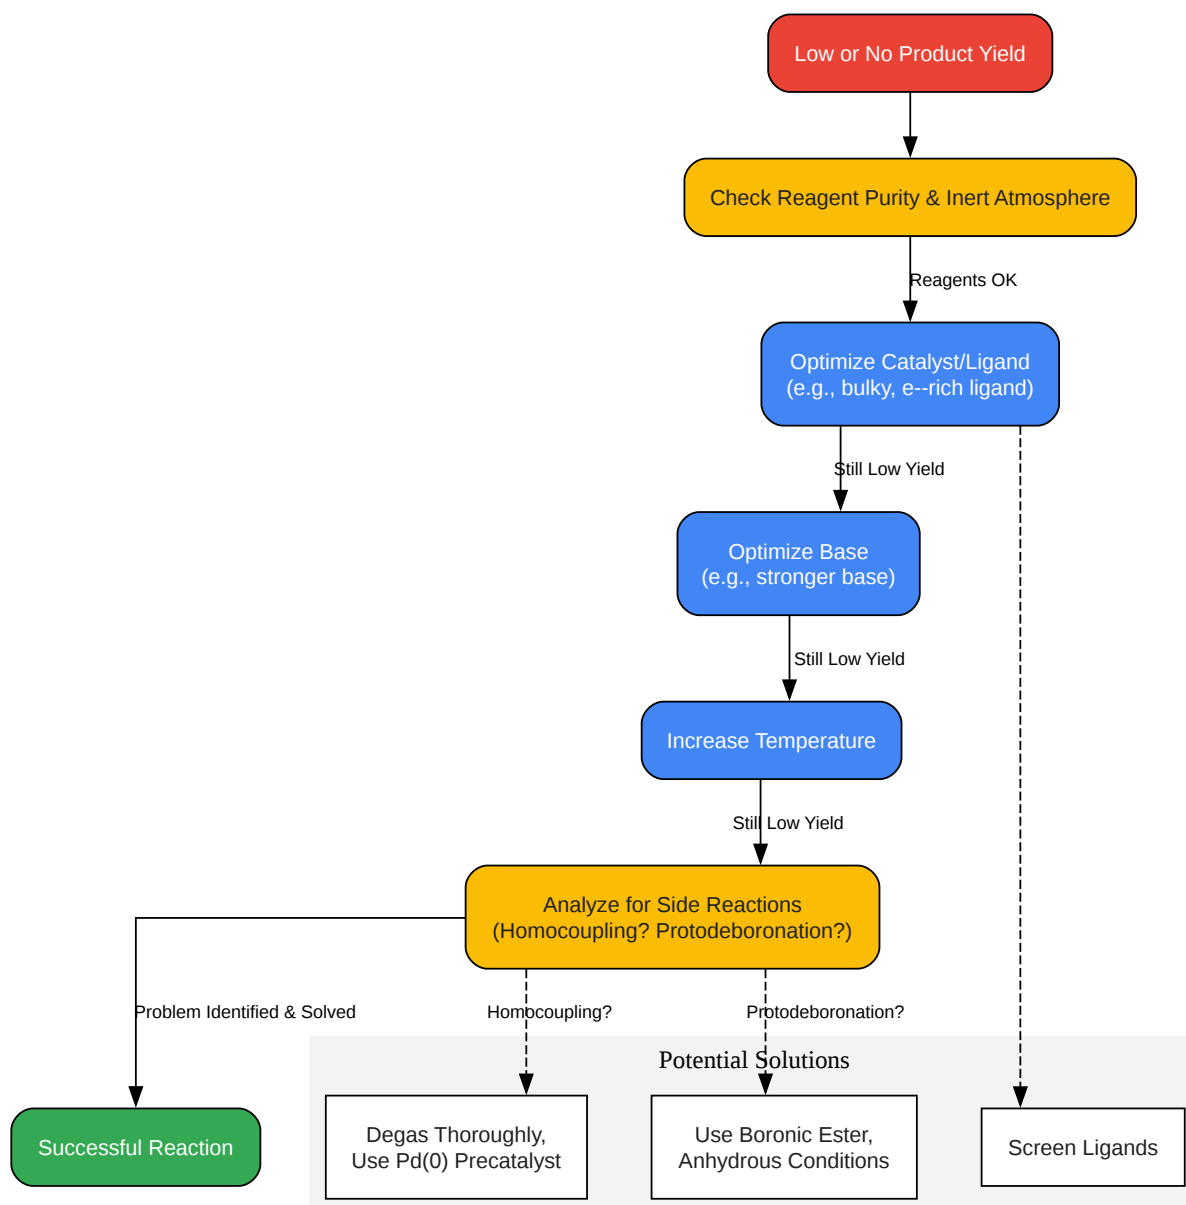 Low or No Product Yield
Check Reagent Purity & Inert Atmosphere
Reagents OK
Optimize Catalyst/Ligand
(e.g., bulky, e--rich ligand)
Still Low Yield
Optimize Base
(e.g., stronger base)
Still Low Yield
Increase Temperature
Still Low Yield
Analyze for Side Reactions
(Homocoupling? Protodeboronation?)
Problem Identified & Solved
Homocoupling?
Protodeboronation?
Potential Solutions
Successful Reaction
Degas Thoroughly,
Use Pd(0) Precatalyst
Use Boronic Ester,
Anhydrous Conditions
Screen Ligands